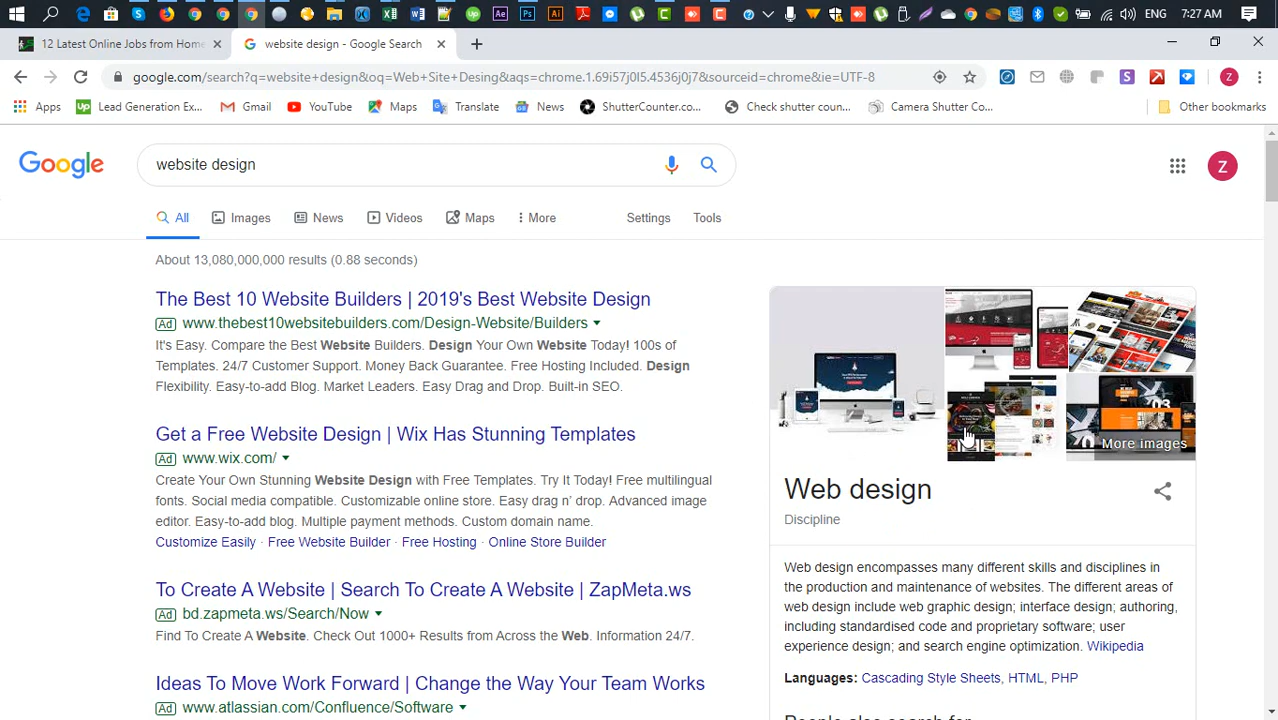 ENG 7:27 AM
12 Latest Online Jobs from Home
website design - Google Search
google.com/search?q=website+design&oq=Web+Site+Desing&aqs=chrome.1.69i57j0l5.4536j0j7&sourceid=chrome&ie=UTF-8
Z
Apps
Lead Generation Ex...
Gmail
YouTube
Maps
Translate
News
ShutterCounter.co...
Check shutter coun...
Camera Shutter Co...
Other bookmarks
Google
website design
Z
All
Images
News
Videos
Maps
More
Settings
Tools
About 13,080,000,000 results (0.88 seconds)
The Best 10 Website Builders | 2019's Best Website Design
Ad www.thebest10websitebuilders.com/Design-Website/Builders
It's Easy. Compare the Best Website Builders. Design Your Own Website Today! 100s of
Templates. 24/7 Customer Support. Money Back Guarantee. Free Hosting Included. Design
Flexibility. Easy-to-add Blog. Market Leaders. Easy Drag and Drop. Built-in SEO.
Get a Free Website Design | Wix Has Stunning Templates
Ad www.wix.com/
Create Your Own Stunning Website Design with Free Templates. Try It Today! Free multilingual
fonts. Social media compatible. Customizable online store. Easy drag n' drop. Advanced image
editor. Easy-to-add blog. Multiple payment methods. Custom domain name.
Customize Easily · Free Website Builder · Free Hosting · Online Store Builder
To Create A Website | Search To Create A Website | ZapMeta.ws
Ad bd.zapmeta.ws/Search/Now
Find To Create A Website. Check Out 1000+ Results from Across the Web. Information 24/7.
Ideas To Move Work Forward | Change the Way Your Team Works
Ad www.atlassian.com/Confluence/Software
More images
Web design
Discipline
Web design encompasses many different skills and disciplines in
the production and maintenance of websites. The different areas of
web design include web graphic design; interface design; authoring,
including standardised code and proprietary software; user
experience design; and search engine optimization. Wikipedia
Languages: Cascading Style Sheets, HTML, PHP
People also search for